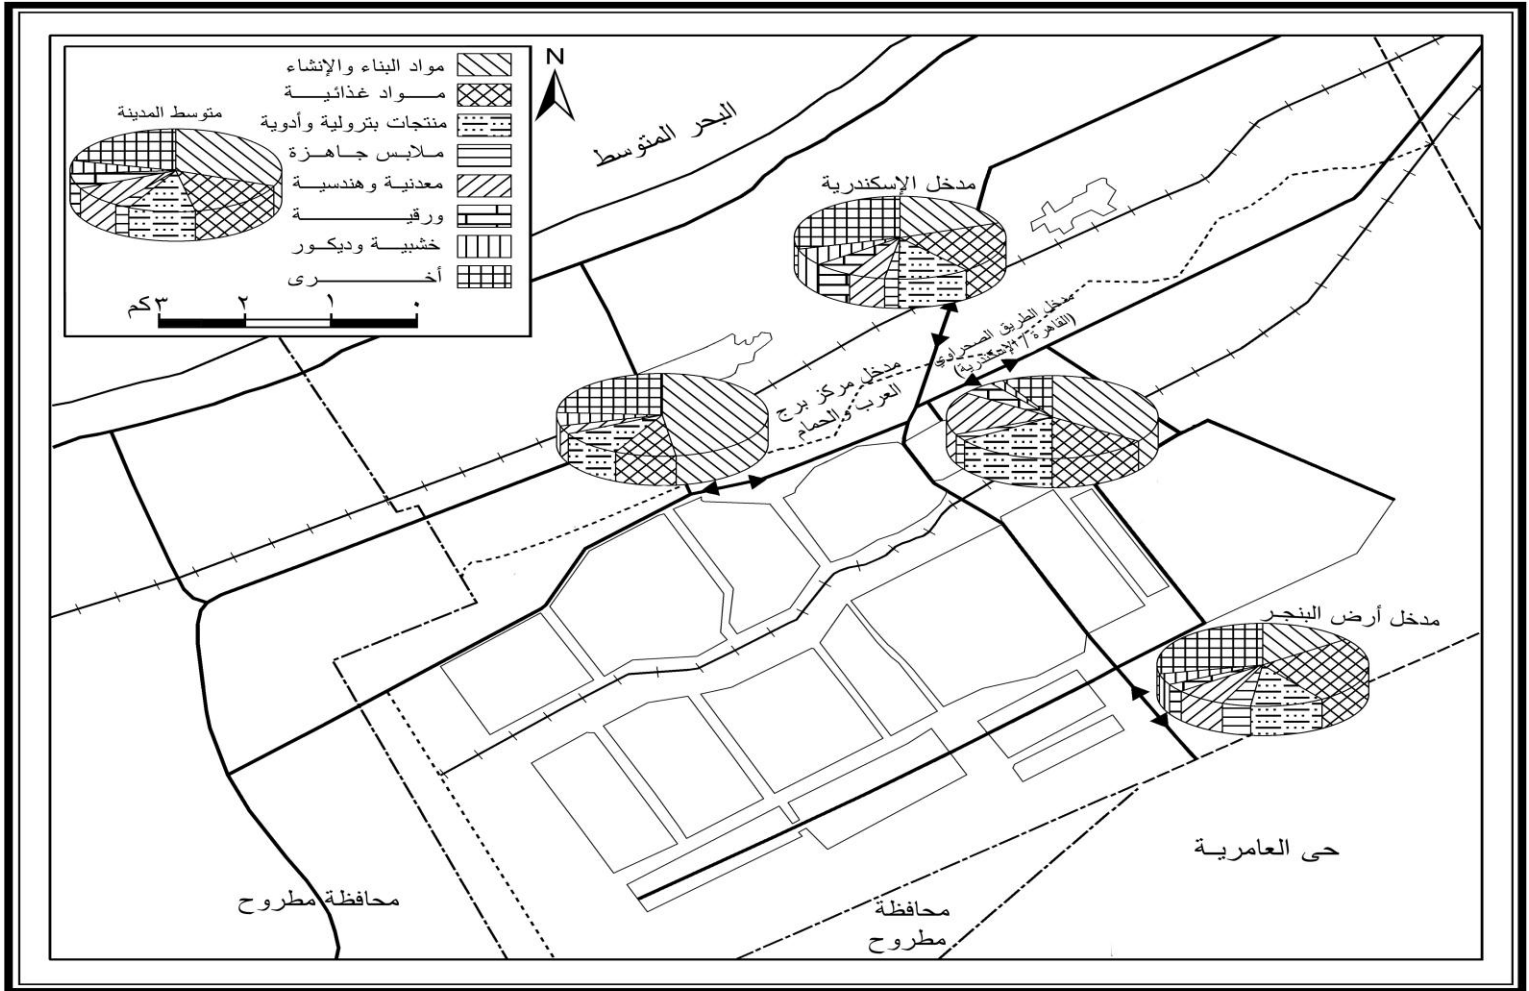 مواد البناء والإنشاء
مواد غذائية
منتجات بترولية وأدوية
ملابس جاهزة
معدنية وهندسية
ورقية
خشبية وديكور
أخرى
متوسط المدينة
٠ ١ ٢ ٣ كم
N
البحر المتوسط
مدخل الإسكندرية
مدخل الطريق الصحراوي
(القاهرة / الإسكندرية)
مدخل مركز برج
العرب والحمام
مدخل أرض البنجر
حى العامرية
محافظة مطروح
محافظة
مطروح